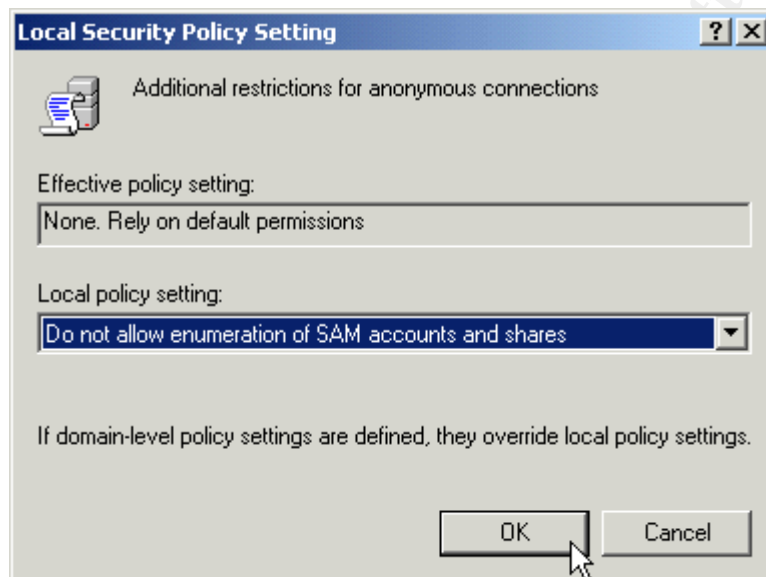 Local Security Policy Setting
Additional restrictions for anonymous connections
Effective policy setting:
None. Rely on default permissions
Local policy setting:
Do not allow enumeration of SAM accounts and shares
If domain-level policy settings are defined, they override local policy settings.
OK Cancel